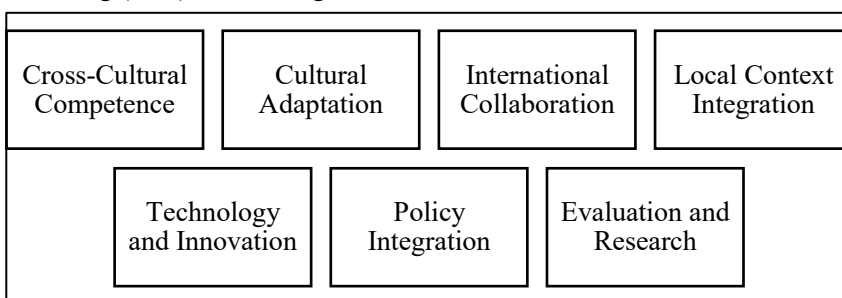 Cross-Cultural
Competence
Cultural
Adaptation
International
Collaboration
Local Context
Integration
Technology
and Innovation
Policy
Integration
Evaluation and
Research